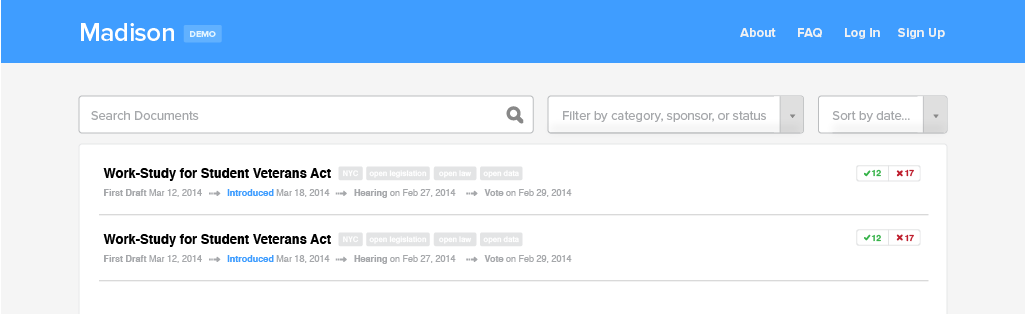 Madison DEMO About FAQ Log In Sign Up
Search Documents Filter by category, sponsor, or status Sort by date...
Work-Study for Student Veterans Act NYC open legislation open law open data 12 17
First Draft Mar 12, 2014 Introduced Mar 18, 2014 Hearing on Feb 27, 2014 Vote on Feb 29, 2014
Work-Study for Student Veterans Act NYC open legislation open law open data 12 17
First Draft Mar 12, 2014 Introduced Mar 18, 2014 Hearing on Feb 27, 2014 Vote on Feb 29, 2014